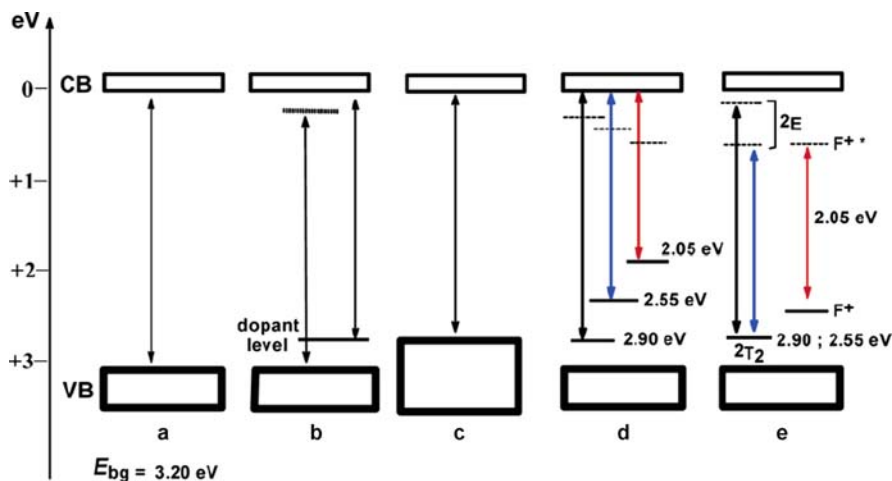 eV
0
CB
+1
+2
+3
VB
dopant
level
2.05 eV
2.55 eV
2.90 eV
2E
F+ *
2.05 eV
F+
2T2
2.90 ; 2.55 eV
a
b
c
d
e
Ebg = 3.20 eV